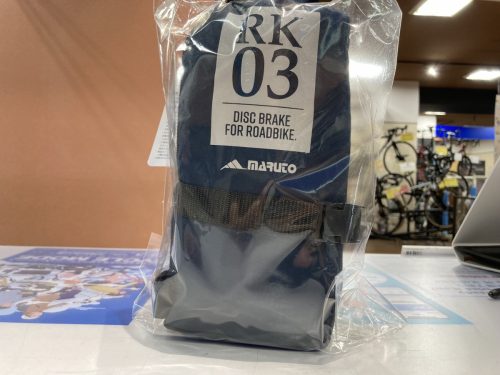 RK
03
DISC BRAKE
FOR ROADBIKE.
MARUTO